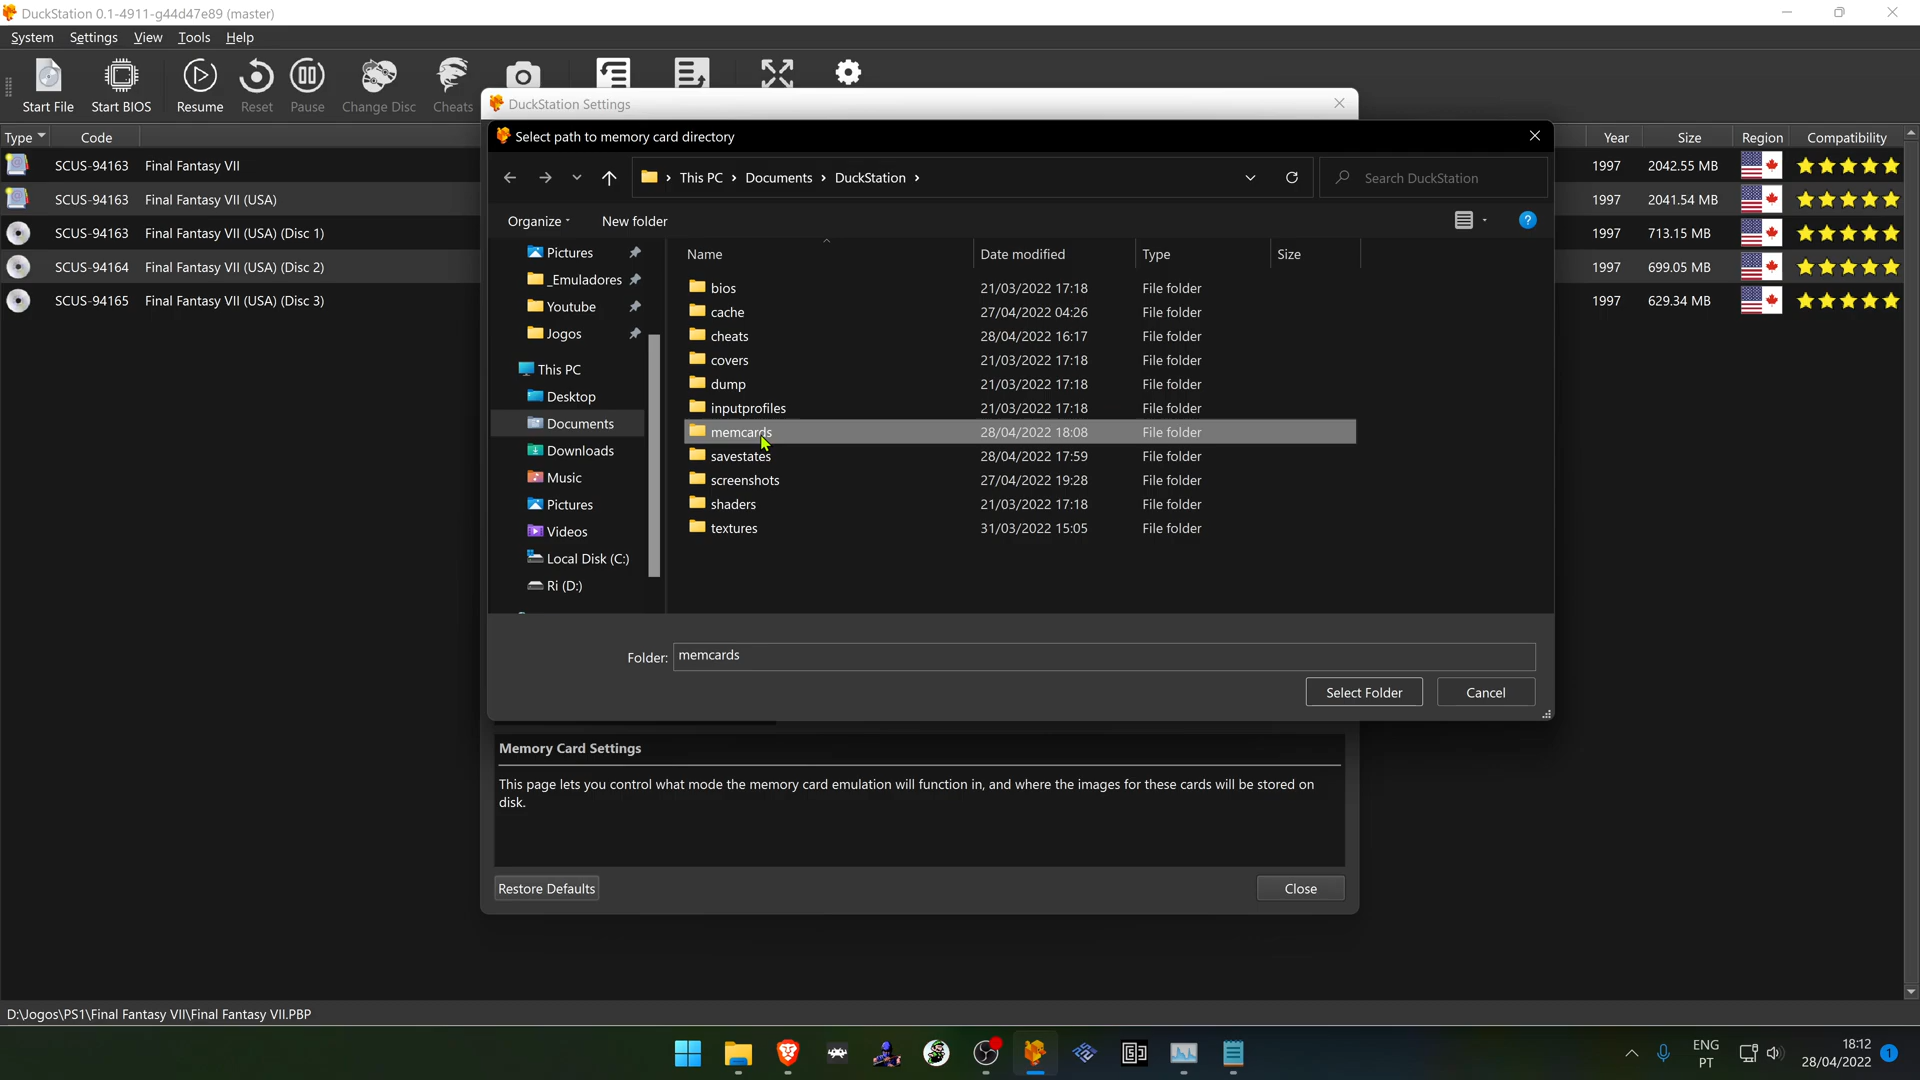 DuckStation 0.1-4911-g44d47e89 (master)
System Settings View Tools Help
Start File Start BIOS Resume Reset Pause Change Disc Cheats
DuckStation Settings
Type Code Year Size Region Compatibility
SCUS-94163 Final Fantasy VII 1997 2042.55 MB
SCUS-94163 Final Fantasy VII (USA) 1997 2041.54 MB
SCUS-94163 Final Fantasy VII (USA) (Disc 1) 1997 713.15 MB
SCUS-94164 Final Fantasy VII (USA) (Disc 2) 1997 699.05 MB
SCUS-94165 Final Fantasy VII (USA) (Disc 3) 1997 629.34 MB
Select path to memory card directory
This PC > Documents > DuckStation >
Search DuckStation
Organize New folder
?
Pictures
_Emuladores
Youtube
Jogos
This PC
Desktop
Documents
Downloads
Music
Pictures
Videos
Local Disk (C:)
Ri (D:)
Name Date modified Type Size
bios 21/03/2022 17:18 File folder
cache 27/04/2022 04:26 File folder
cheats 28/04/2022 16:17 File folder
covers 21/03/2022 17:18 File folder
dump 21/03/2022 17:18 File folder
inputprofiles 21/03/2022 17:18 File folder
memcards 28/04/2022 18:08 File folder
savestates 28/04/2022 17:59 File folder
screenshots 27/04/2022 19:28 File folder
shaders 21/03/2022 17:18 File folder
textures 31/03/2022 15:05 File folder
Folder: memcards
Select Folder Cancel
Memory Card Settings
This page lets you control what mode the memory card emulation will function in, and where the images for these cards will be stored on
disk.
Restore Defaults Close
D:\Jogos\PS1\Final Fantasy VII\Final Fantasy VII.PBP
ENG
PT
18:12
28/04/2022
1